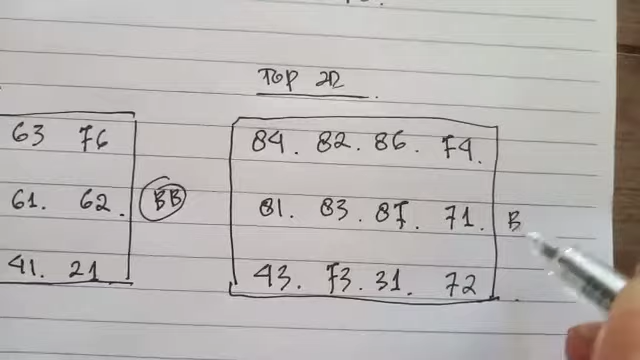 TOP 2D
63 76
61. 62. BB
41. 21
84. 82. 86. 74.
81. 83. 87. 71. B
43. 73. 31. 72